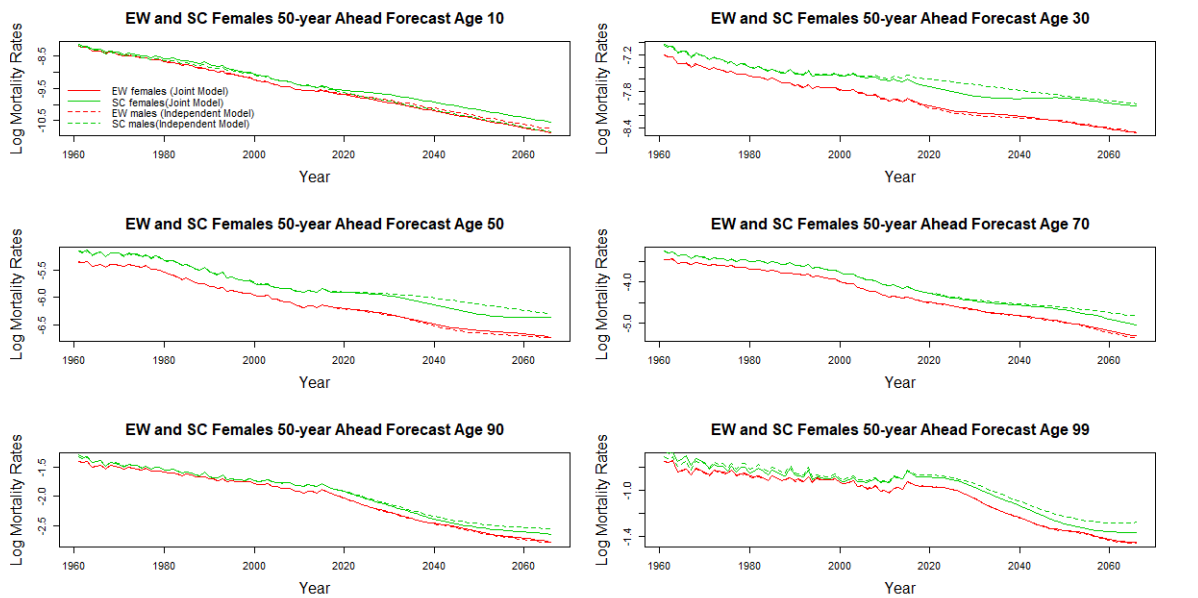 EW and SC Females 50-year Ahead Forecast Age 10
Log Mortality Rates
-8.5
-9.5
-10.5
EW females (Joint Model)
SC females(Joint Model)
EW males (Independent Model)
SC males(Independent Model)
1960 1980 2000 2020 2040 2060
Year
EW and SC Females 50-year Ahead Forecast Age 30
Log Mortality Rates
-7.2
-7.8
-8.4
1960 1980 2000 2020 2040 2060
Year
EW and SC Females 50-year Ahead Forecast Age 50
Log Mortality Rates
-5.5
-6.0
-6.5
1960 1980 2000 2020 2040 2060
Year
EW and SC Females 50-year Ahead Forecast Age 70
Log Mortality Rates
-4.0
-5.0
1960 1980 2000 2020 2040 2060
Year
EW and SC Females 50-year Ahead Forecast Age 90
Log Mortality Rates
-1.5
-2.0
-2.5
1960 1980 2000 2020 2040 2060
Year
EW and SC Females 50-year Ahead Forecast Age 99
Log Mortality Rates
-1.0
-1.4
1960 1980 2000 2020 2040 2060
Year